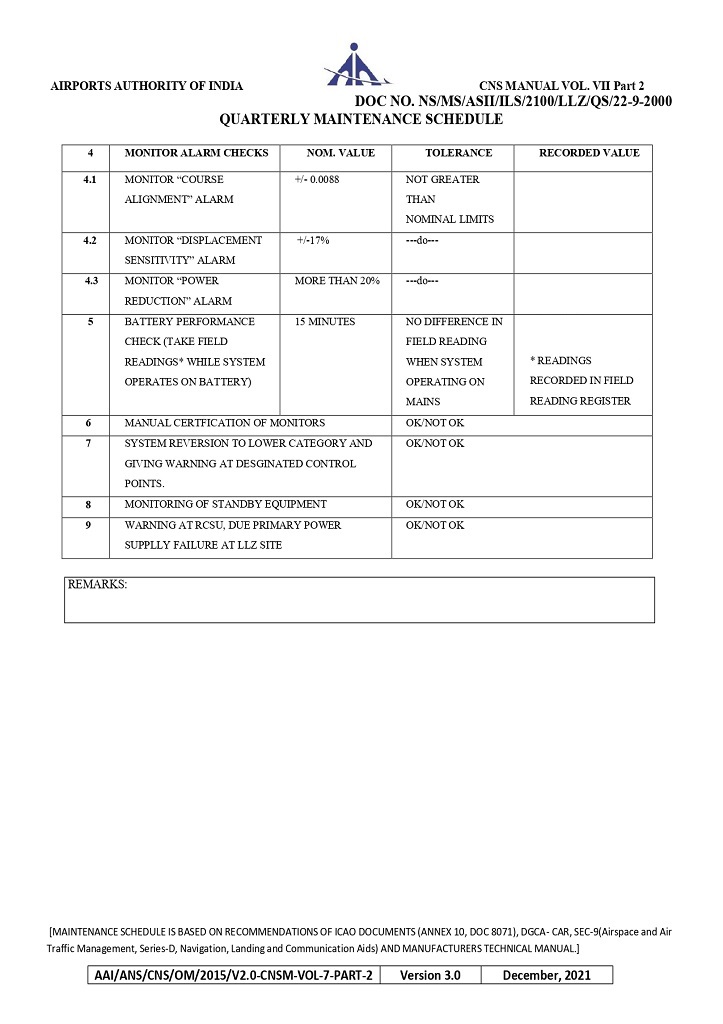 AIRPORTS AUTHORITY OF INDIA CNS MANUAL VOL. VII Part 2
DOC NO. NS/MS/ASII/ILS/2100/LLZ/QS/22-9-2000
QUARTERLY MAINTENANCE SCHEDULE
4 MONITOR ALARM CHECKS NOM. VALUE TOLERANCE RECORDED VALUE
4.1 MONITOR “COURSE +/- 0.0088 NOT GREATER
ALIGNMENT” ALARM THAN
NOMINAL LIMITS
4.2 MONITOR “DISPLACEMENT +/-17% ---do---
SENSITIVITY” ALARM
4.3 MONITOR “POWER MORE THAN 20% ---do---
REDUCTION” ALARM
5 BATTERY PERFORMANCE 15 MINUTES NO DIFFERENCE IN
CHECK (TAKE FIELD FIELD READING
READINGS* WHILE SYSTEM WHEN SYSTEM * READINGS
OPERATES ON BATTERY) OPERATING ON RECORDED IN FIELD
MAINS READING REGISTER
6 MANUAL CERTFICATION OF MONITORS OK/NOT OK
7 SYSTEM REVERSION TO LOWER CATEGORY AND OK/NOT OK
GIVING WARNING AT DESGINATED CONTROL
POINTS.
8 MONITORING OF STANDBY EQUIPMENT OK/NOT OK
9 WARNING AT RCSU, DUE PRIMARY POWER OK/NOT OK
SUPPLLY FAILURE AT LLZ SITE
REMARKS:
[MAINTENANCE SCHEDULE IS BASED ON RECOMMENDATIONS OF ICAO DOCUMENTS (ANNEX 10, DOC 8071), DGCA- CAR, SEC-9(Airspace and Air
Traffic Management, Series-D, Navigation, Landing and Communication Aids) AND MANUFACTURERS TECHNICAL MANUAL.]
AAI/ANS/CNS/OM/2015/V2.0-CNSM-VOL-7-PART-2 Version 3.0 December, 2021